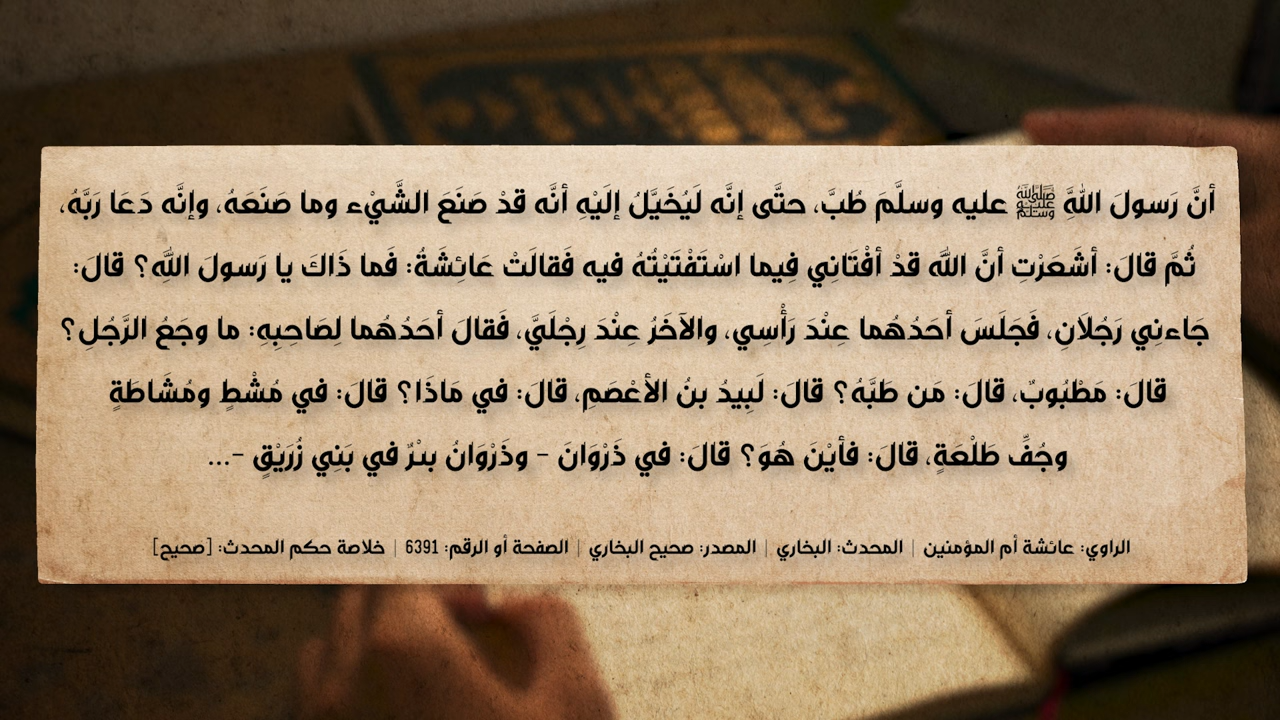 أنَّ رَسولَ اللَّهِ ﷺ عليه وسلَّمَ طُبَّ، حتَّى إنَّه لَيُخَيَّلُ إلَيْهِ أنَّه قدْ صَنَعَ الشَّيْء وما صَنَعَهُ، وإنَّه دَعَا رَبَّهُ،
ثُمَّ قالَ: أشَعَرْتِ أنَّ اللَّه قدْ أفْتَانِي فِيما اسْتَفْتَيْتُهُ فيه فَقالَتْ عَائِشَةُ: فَما ذَاكَ يا رَسولَ اللَّهِ؟ قالَ:
جَاءنِي رَجُلَانِ، فَجَلَسَ أحَدُهُما عِنْدَ رَأْسِي، والآخَرُ عِنْدَ رِجْلَيَّ، فَقالَ أحَدُهُما لِصَاحِبِهِ: ما وجَعُ الرَّجُلِ؟
قالَ: مَطْبُوبٌ، قالَ: مَن طَبَّهُ؟ قالَ: لَبِيدُ بنُ الأعْصَمِ، قالَ: في مَاذَا؟ قالَ: في مُشْطٍ ومُشَاطَةٍ
وجُفِّ طَلْعَةٍ، قالَ: فأيْنَ هُوَ؟ قالَ: في ذَرْوَانَ - وذَرْوَانُ بئرٌ في بَنِي زُرَيْقٍ -...
الراوي: عائشة أم المؤمنين | المحدث: البخاري | المصدر: صحيح البخاري | الصفحة أو الرقم: 6391 | خلاصة حكم المحدث: [صحيح]